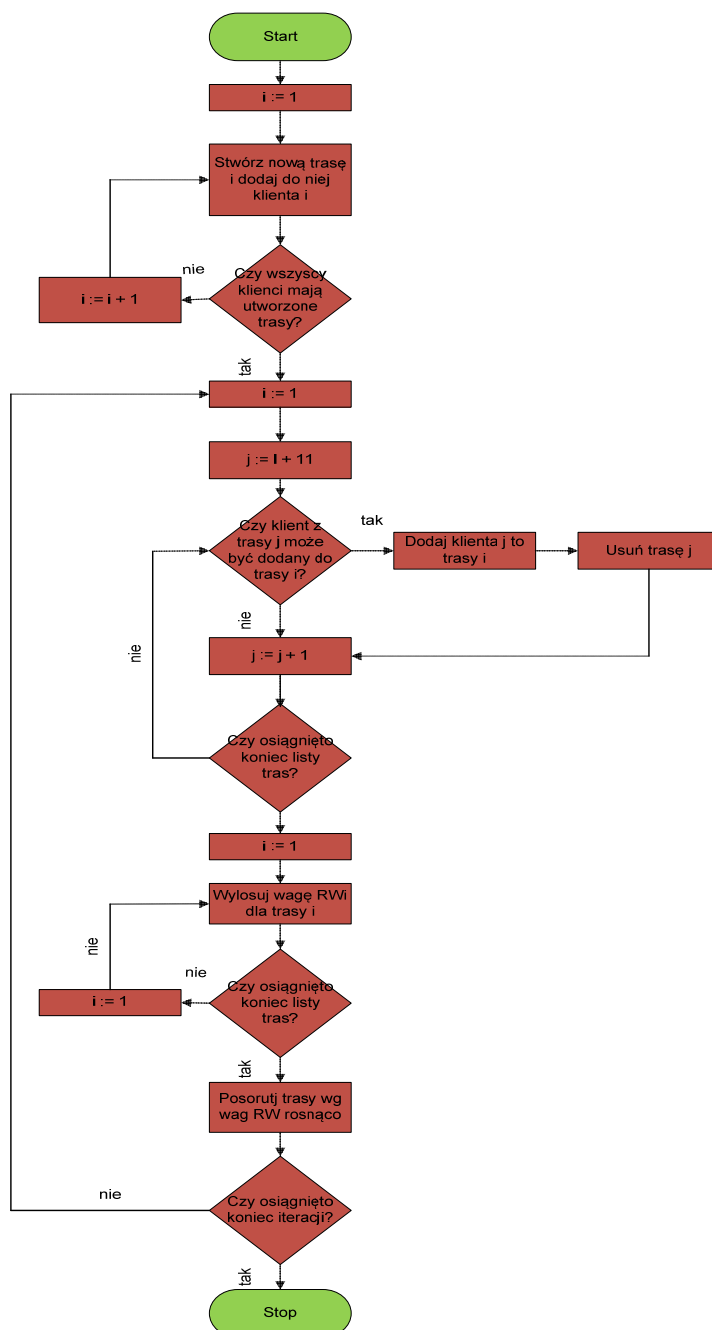 Start
i := 1
Stwórz nową trasę
i dodaj do niej
klienta i
Czy wszyscy
klienci mają
utworzone
trasy?
nie
i := i + 1
tak
i := 1
j := I + 11
Czy klient z
trasy j może
być dodany do
trasy i?
tak
Dodaj klienta j to
trasy i
Usuń trasę j
nie
j := j + 1
nie
Czy osiągnięto
koniec listy
tras?
i := 1
Wylosuj wagę RWi
dla trasy i
nie
Czy osiągnięto
koniec listy
tras?
nie
i := 1
tak
Posorutj trasy wg
wag RW rosnąco
Czy osiągnięto
koniec iteracji?
nie
tak
Stop